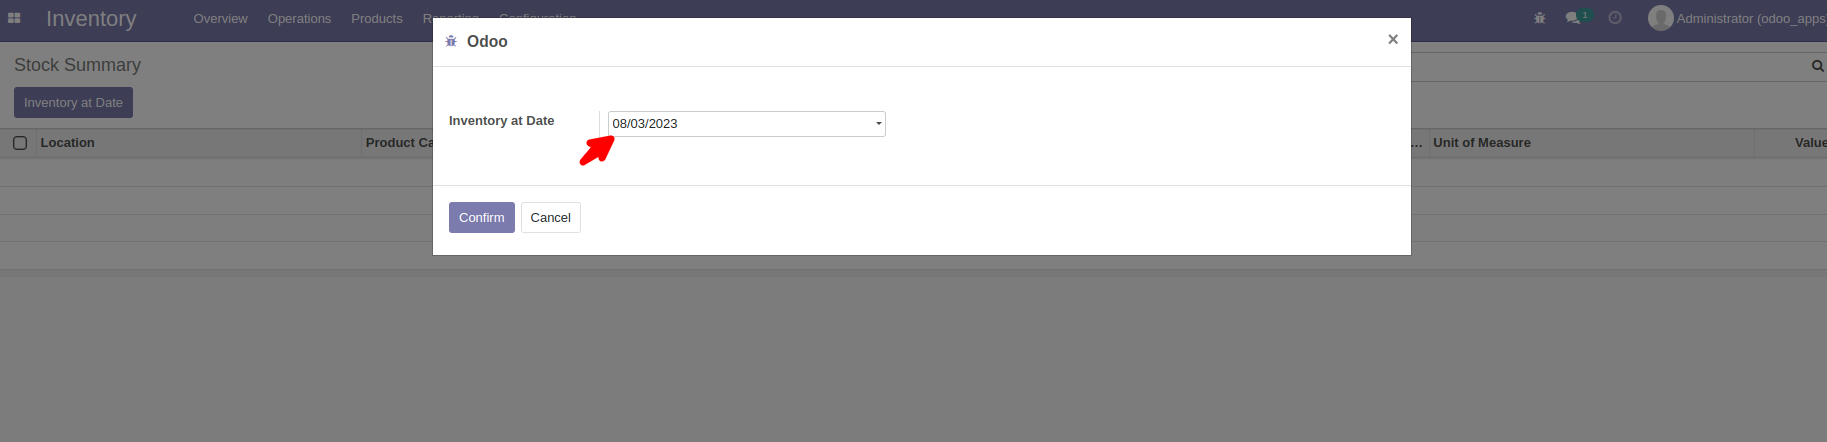 Inventory Overview Operations Products Reporting Configuration 1 Administrator (odoo_apps
Odoo ×
Stock Summary
Inventory at Date
Inventory at Date 08/03/2023
Location Product Ca ... Unit of Measure Value
Confirm Cancel